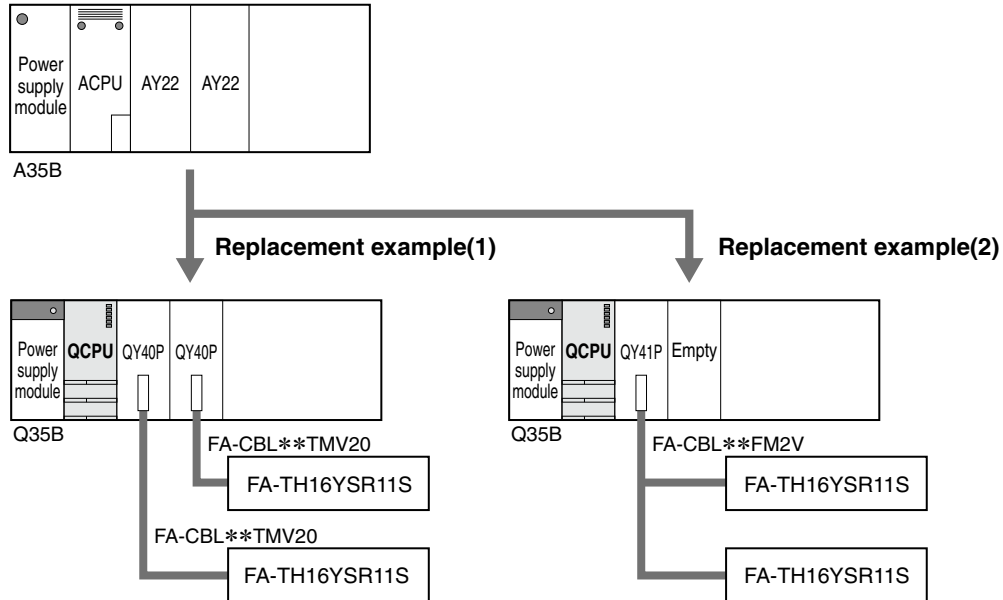 Power
supply
module
ACPU
AY22
AY22
A35B
Replacement example(1)
Replacement example(2)
Power
supply
module
QCPU
QY40P
QY40P
Q35B
FA-CBL**TMV20
FA-TH16YSR11S
FA-CBL**TMV20
FA-TH16YSR11S
Power
supply
module
QCPU
QY41P
Empty
Q35B
FA-CBL**FM2V
FA-TH16YSR11S
FA-TH16YSR11S